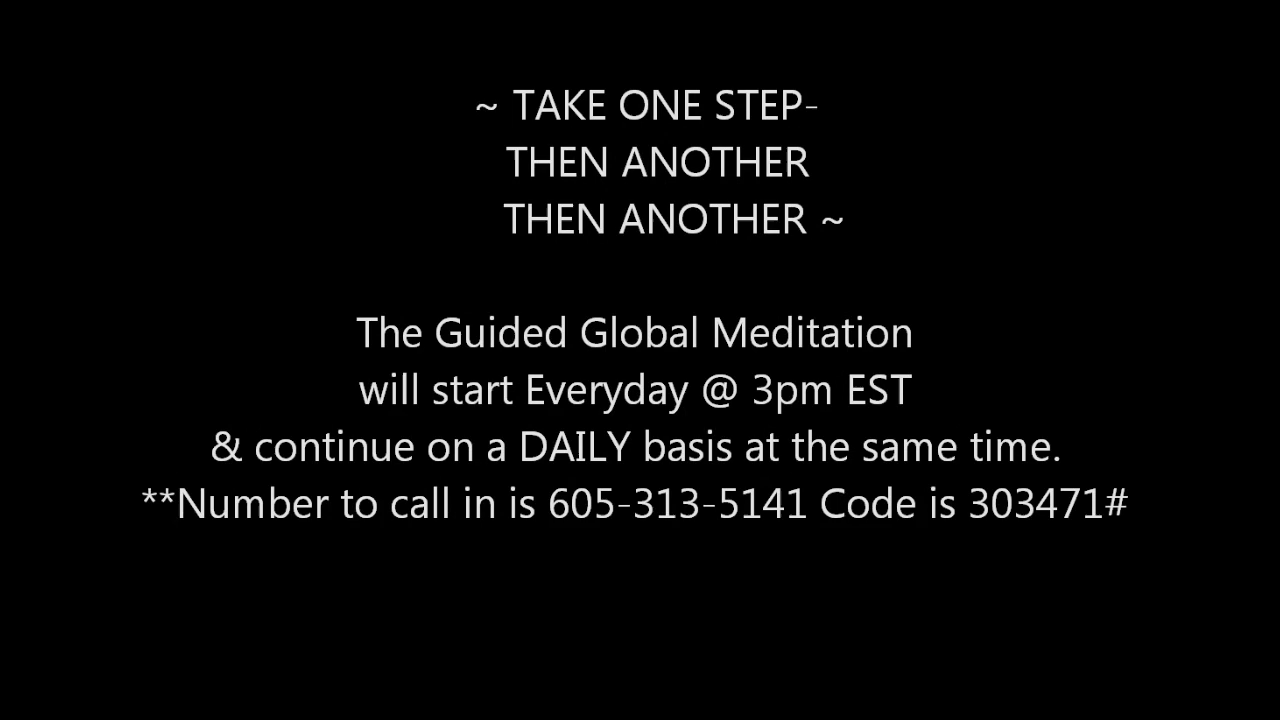 ~ TAKE ONE STEP-
THEN ANOTHER
THEN ANOTHER ~
The Guided Global Meditation
will start Everyday @ 3pm EST
& continue on a DAILY basis at the same time.
**Number to call in is 605-313-5141 Code is 303471#